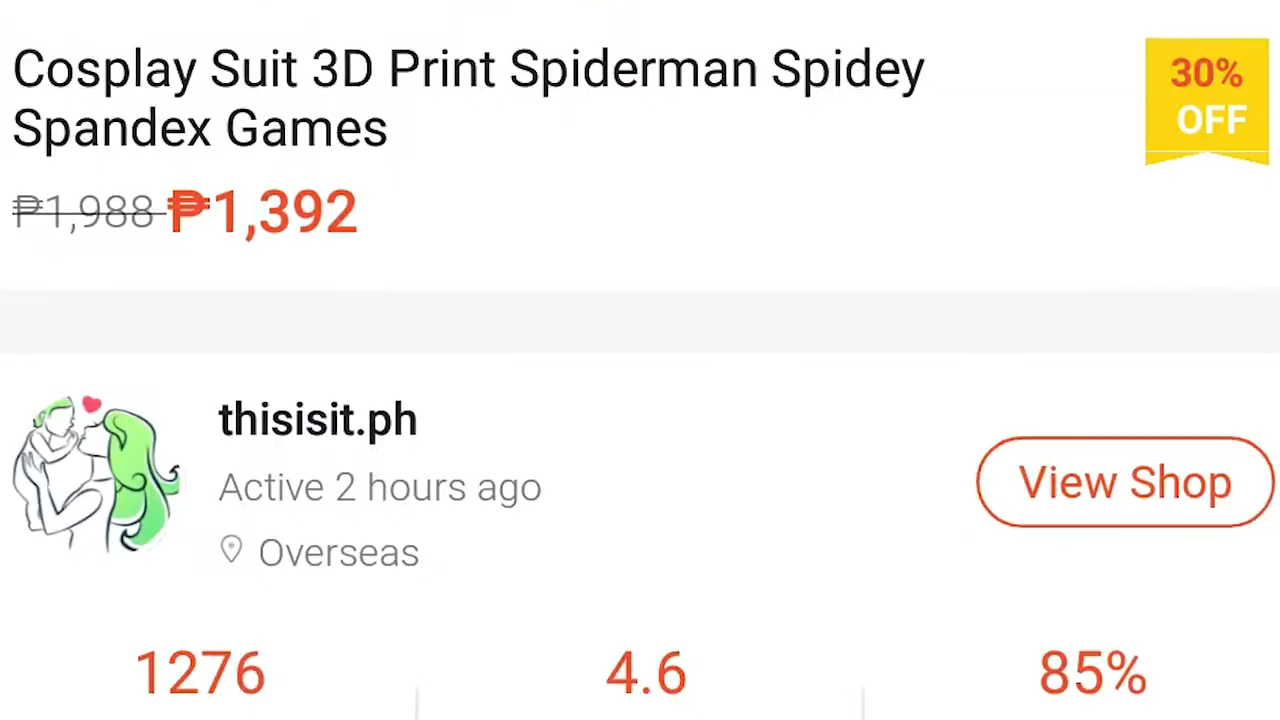 Cosplay Suit 3D Print Spiderman Spidey
Spandex Games
30%
OFF
₱1,988 ₱1,392
thisisit.ph
Active 2 hours ago
Overseas
View Shop
1276 4.6 85%